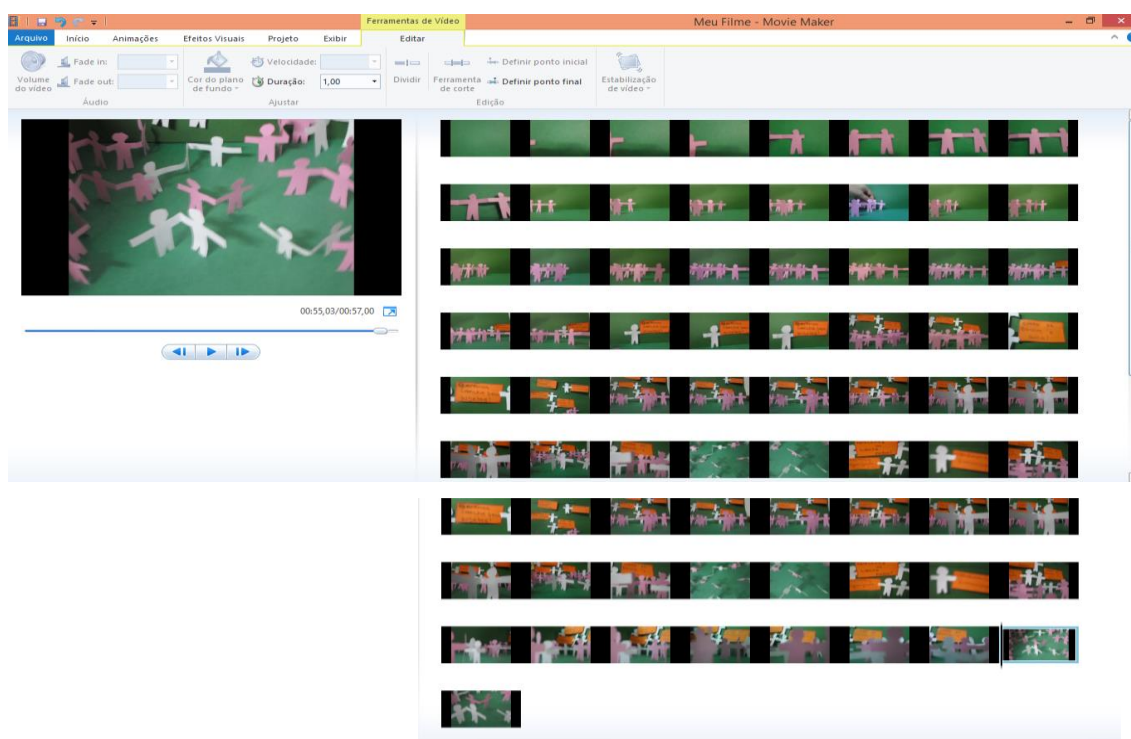 Ferramentas de Vídeo
Meu Filme - Movie Maker
Arquivo Início Animações Efeitos Visuais Projeto Exibir Editar
Volume do vídeo
Fade in:
Fade out:
Áudio
Cor do plano de fundo
Velocidade:
Duração: 1,00
Ajustar
Dividir
Ferramenta de corte
Definir ponto inicial
Definir ponto final
Edição
Estabilização de vídeo
00:55,03/00:57,00